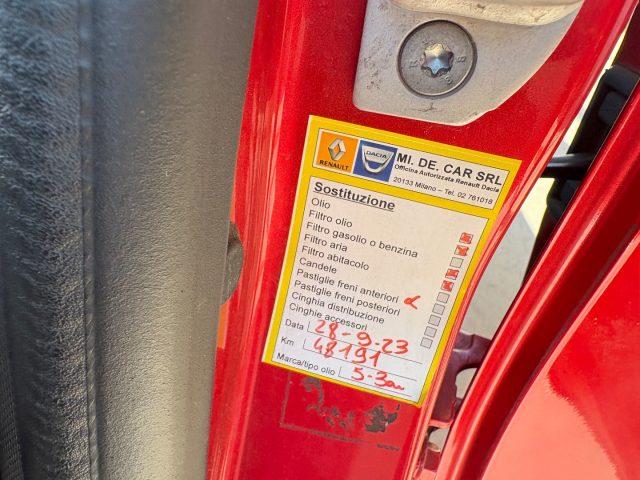 RENAULT
DACIA
MI. DE. CAR SRL
Officina Autorizzata Renault Dacia
20133 Milano – Tel. 02 761018
Sostituzione
Olio
Filtro olio
Filtro gasolio o benzina
Filtro aria
Filtro abitacolo
Candele
Pastiglie freni anteriori
Pastiglie freni posteriori
Cinghia distribuzione
Cinghie accessori
Data 28-9-23
Km 48191
Marca/tipo olio